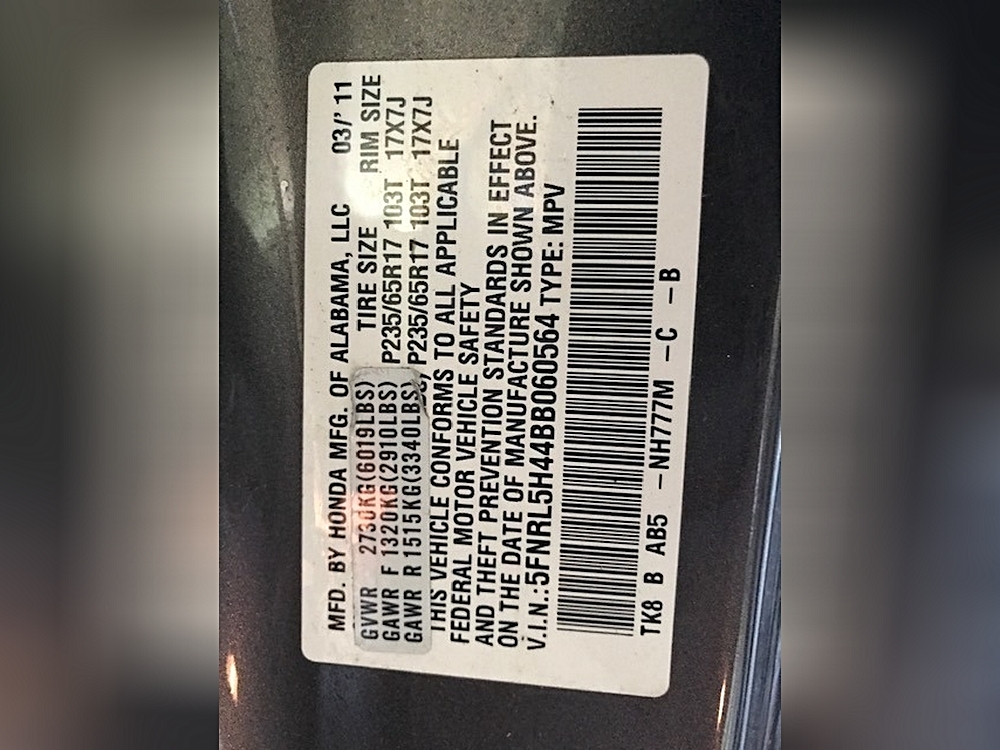 MFD. BY HONDA MFG. OF ALABAMA, LLC 03/'11
TIRE SIZE RIM SIZE
GVWR 2730KG(6019LBS)
GAWR F 1320KG(2910LBS) P235/65R17 103T 17X7J
GAWR R 1515KG(3340LBS) P235/65R17 103T 17X7J
THIS VEHICLE CONFORMS TO ALL APPLICABLE
FEDERAL MOTOR VEHICLE SAFETY
AND THEFT PREVENTION STANDARDS IN EFFECT
ON THE DATE OF MANUFACTURE SHOWN ABOVE.
V.I.N.:5FNRL5H44BB060564 TYPE: MPV
TK8 B AB5 -NH777M -C -B